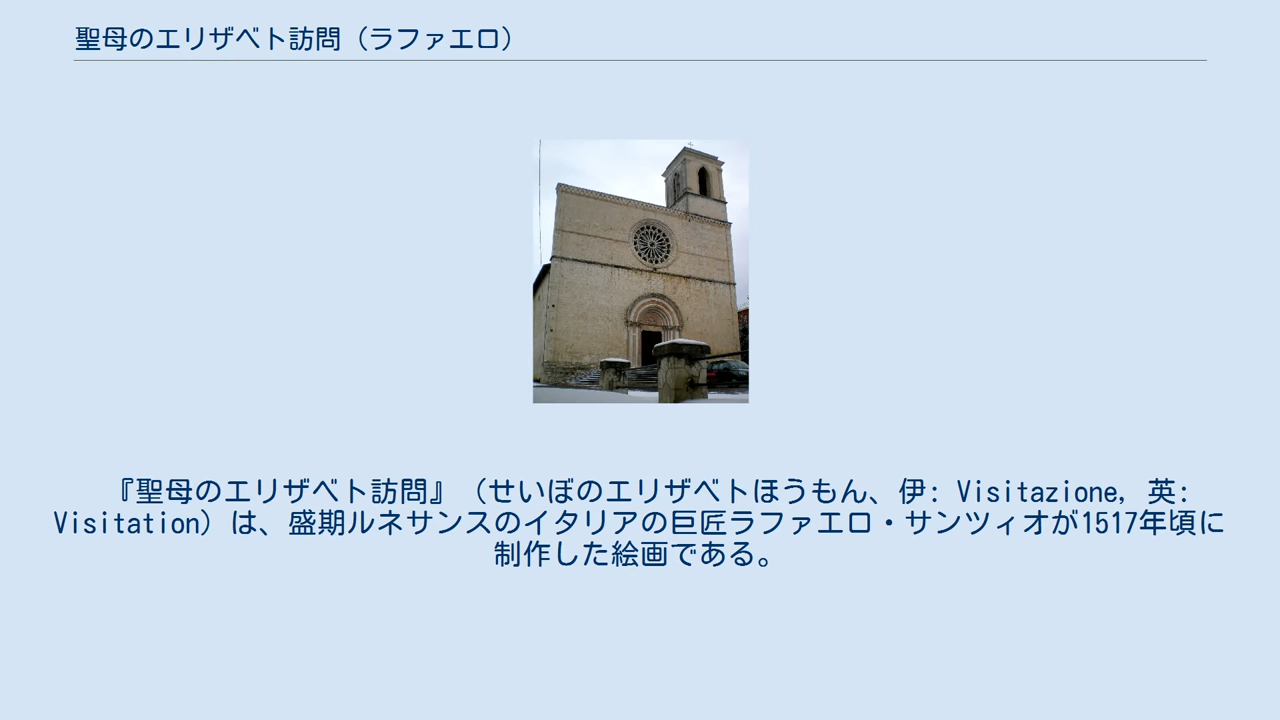 聖母のエリザベト訪問（ラファエロ）
『聖母のエリザベト訪問』（せいぼのエリザベトほうもん、伊: Visitazione, 英:
Visitation）は、盛期ルネサンスのイタリアの巨匠ラファエロ・サンツィオが1517年頃に
制作した絵画である。